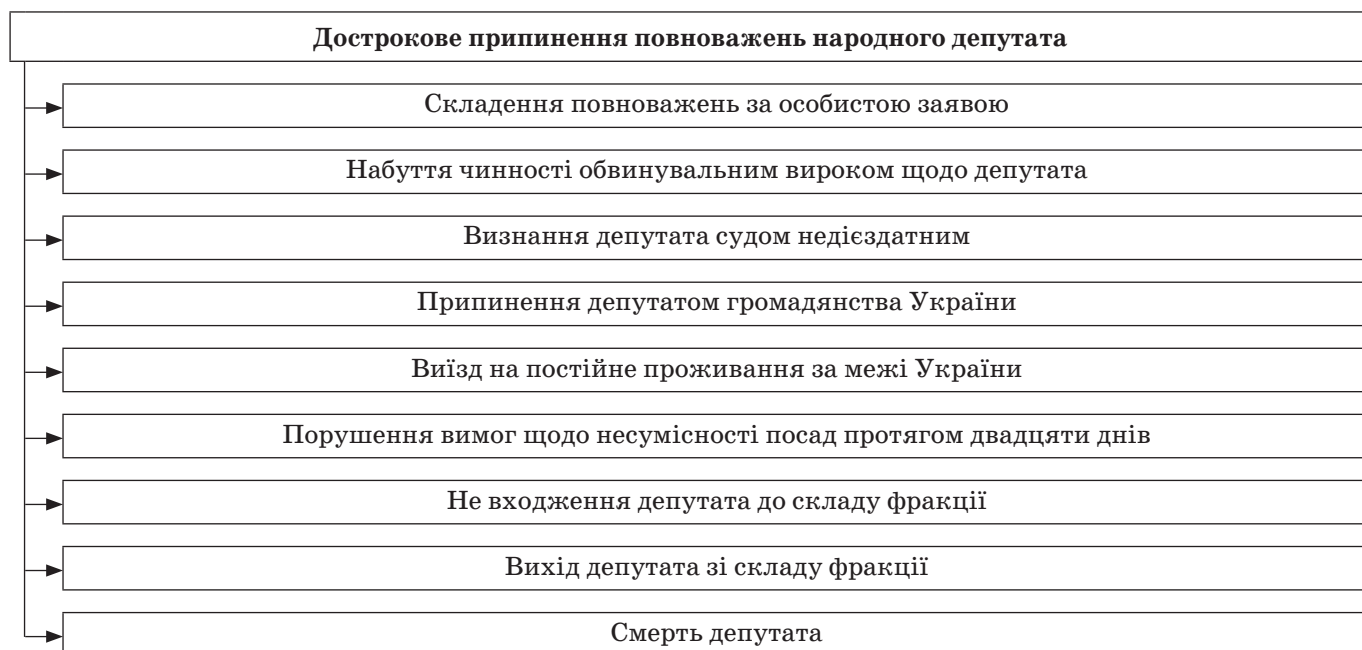 Дострокове припинення повноважень народного депутата
Складення повноважень за особистою заявою
Набуття чинності обвинувальним вироком щодо депутата
Визнання депутата судом недієздатним
Припинення депутатом громадянства України
Виїзд на постійне проживання за межі України
Порушення вимог щодо несумісності посад протягом двадцяти днів
Не входження депутата до складу фракції
Вихід депутата зі складу фракції
Смерть депутата